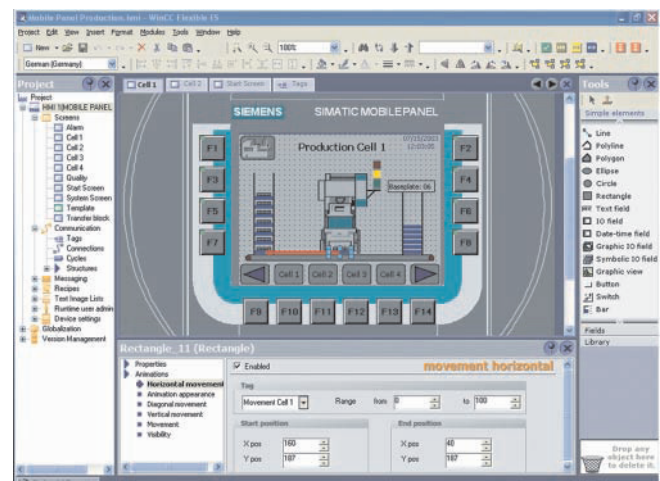 Mobile Panel Production.hmi - WinCC Flexible ES
Project Edit View Insert Format Modules Tools Window Help
New
100%
German (Germany)
Project
Project
HMI 1(MOBILE PANEL
Screens
Alarm
Cell 1
Cell 2
Cell 3
Cell 4
Quality
Start Screen
System Screen
Template
Transfer block
Communication
Tags
Connections
Cycles
Structures
Messaging
Recipes
Text Image Lists
Runtime user admin
Device settings
Globalization
Version Management
Cell 1 Cell 2 Start Screen Tags
SIEMENS SIMATIC MOBILE PANEL
Production Cell 1
Baseplate: 06
F1 F2
F3 F4
F5 F6
F7 F8
Cell 1 Cell 2 Cell 3 Cell 4
F9 F10 F11 F12 F13 F14
Tools
Simple elements
Line
Polyline
Polygon
Ellipse
Circle
Rectangle
Text field
IO field
Date-time field
Graphic IO field
Symbolic IO field
Graphic view
Button
Switch
Bar
Fields
Library
Drop any
object here
to delete it.
Rectangle_11 (Rectangle)
Properties
Animations
Horizontal movement
Animation appearance
Diagonal movement
Vertical movement
Movement
Visibility
Enabled
movement horizontal
Tag
Movement Cell 1 Range from 0 to 100
Start position End position
X pos 160 X pos 40
Y pos 187 Y pos 187